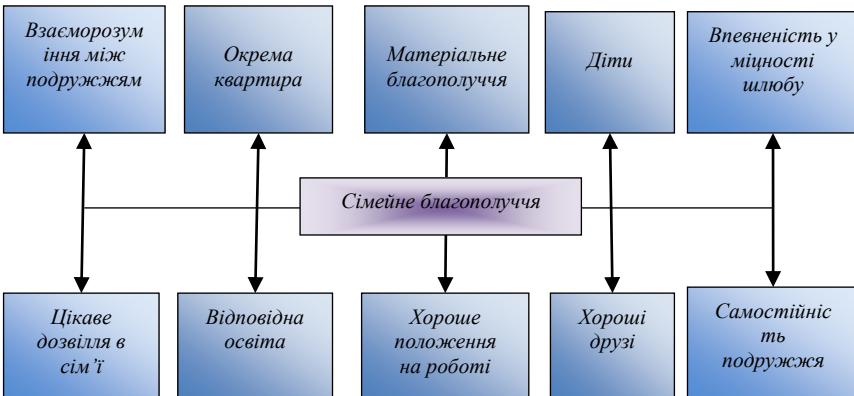 Взаєморозум
іння між
подружжям
Окрема
квартира
Матеріальне
благополуччя
Діти
Впевненість у
міцності
шлюбу
Сімейне благополуччя
Цікаве
дозвілля в
сім’ї
Відповідна
освіта
Хороше
положення
на роботі
Хороші
друзі
Самостійніс
ть
подружжя